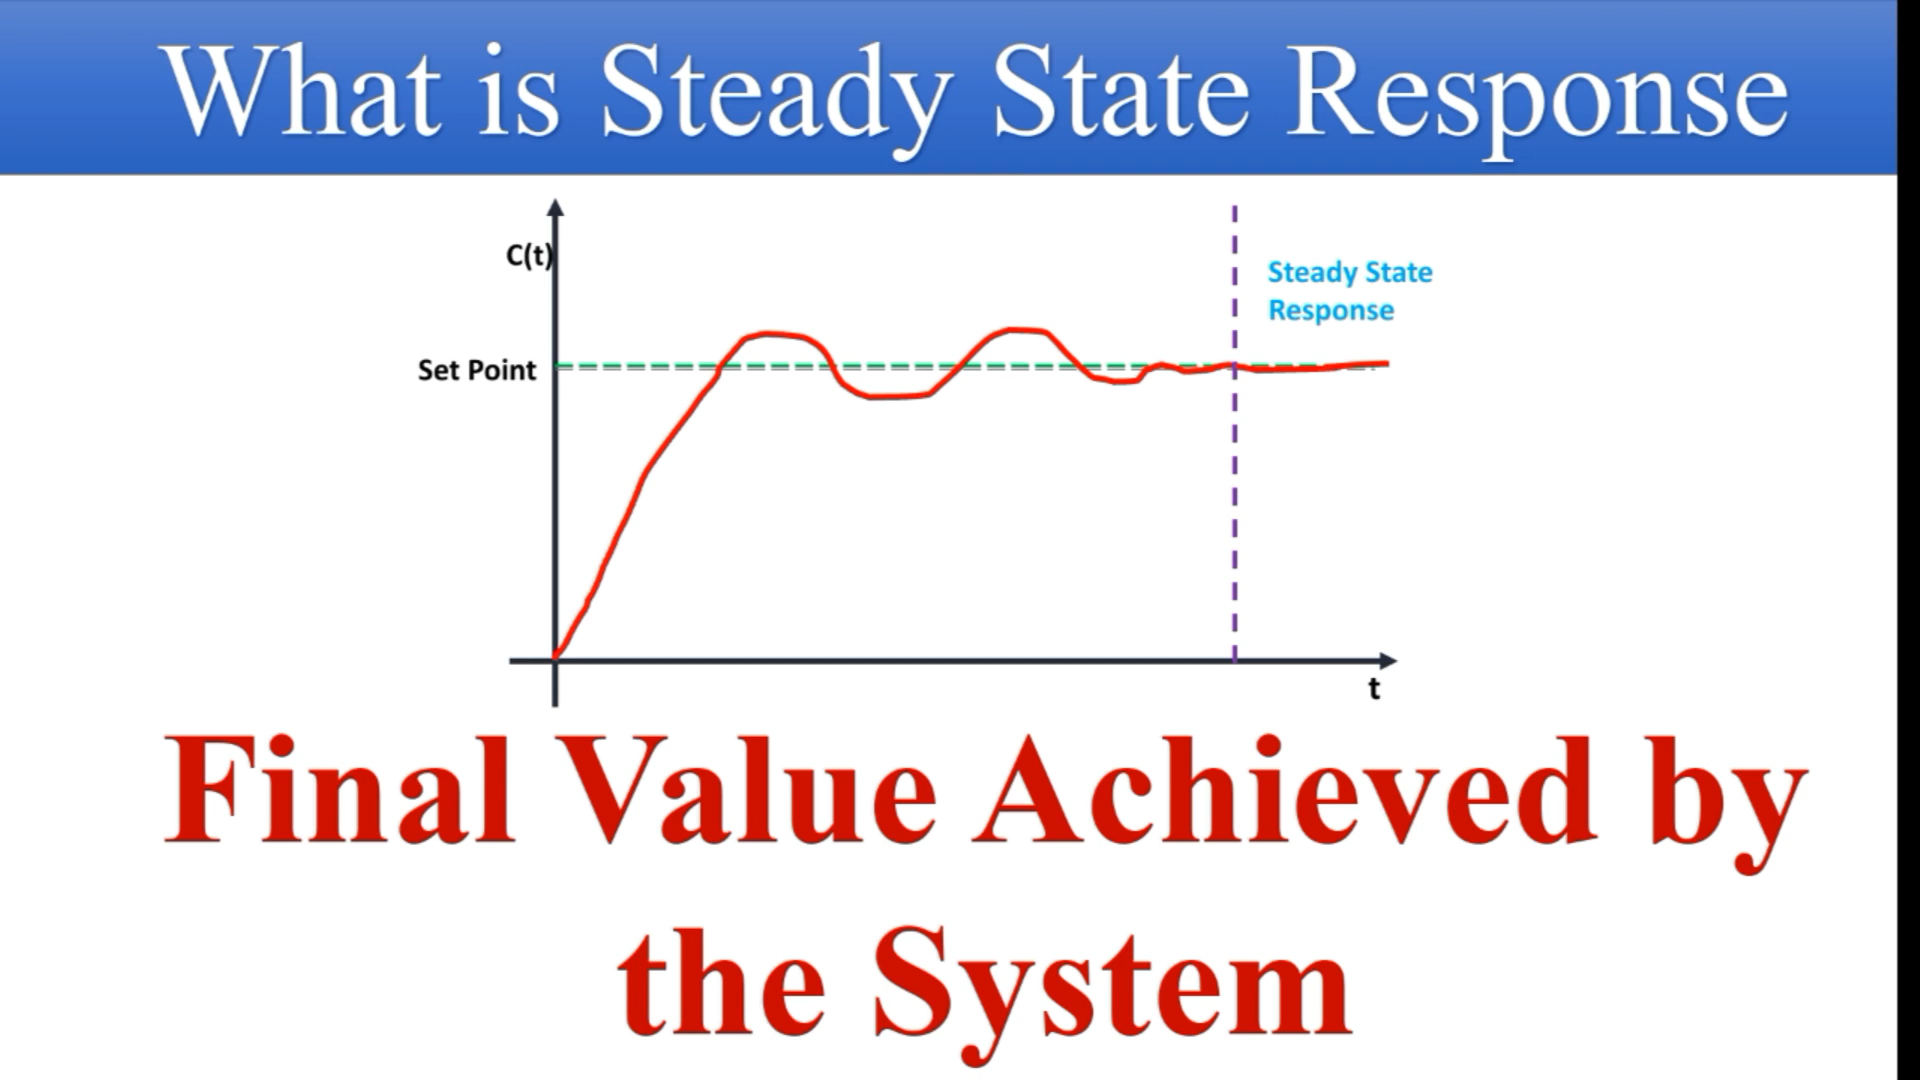 What is Steady State Response
C(t)
Steady State
Response
Set Point
t
Final Value Achieved by
the System